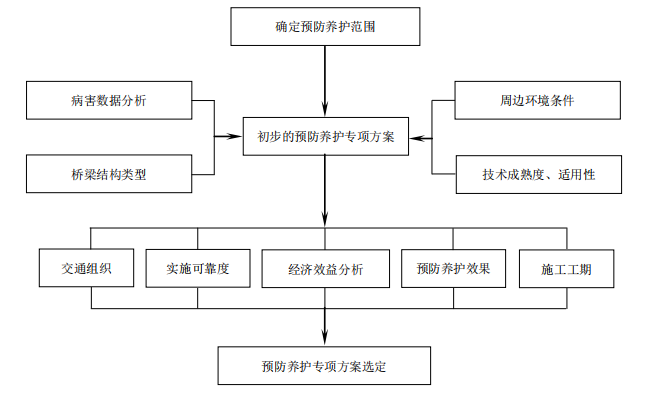 确定预防养护范围
病害数据分析
周边环境条件
初步的预防养护专项方案
桥梁结构类型
技术成熟度、适用性
交通组织
实施可靠度
经济效益分析
预防养护效果
施工工期
预防养护专项方案选定